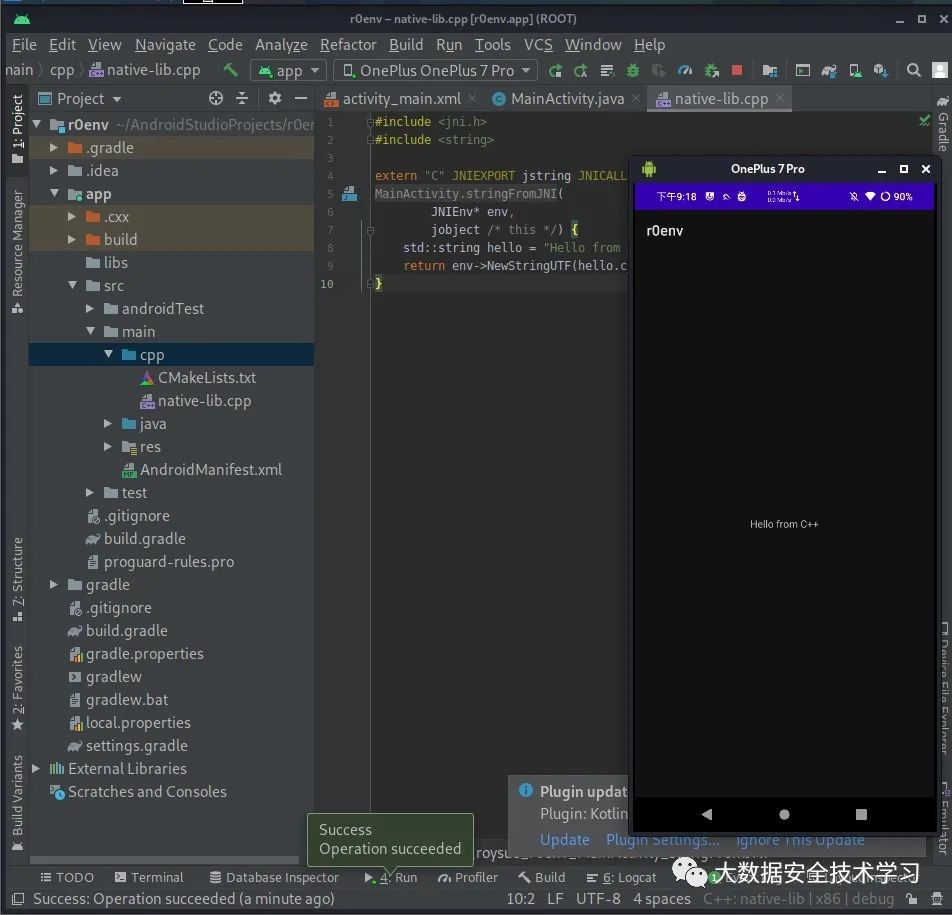 r0env – native-lib.cpp [r0env.app] (ROOT)
File Edit View Navigate Code Analyze Refactor Build Run Tools VCS Window Help
main cpp native-lib.cpp app OnePlus OnePlus 7 Pro
1: Project
Resource Manager
Z: Structure
2: Favorites
Build Variants
Project
r0env ~/AndroidStudioProjects/r0en
.gradle
.idea
app
.cxx
build
libs
src
androidTest
main
cpp
CMakeLists.txt
native-lib.cpp
java
res
AndroidManifest.xml
test
.gitignore
build.gradle
proguard-rules.pro
gradle
.gitignore
build.gradle
gradle.properties
gradlew
gradlew.bat
local.properties
settings.gradle
External Libraries
Scratches and Consoles
activity_main.xml MainActivity.java native-lib.cpp
1 #include <jni.h>
2 #include <string>
3
4 extern "C" JNIEXPORT jstring JNICALL
5 MainActivity.stringFromJNI(
6 JNIEnv* env,
7 jobject /* this */) {
8 std::string hello = "Hello from
9 return env->NewStringUTF(hello.c
10 }
Gradle
Device File Explorer
OnePlus 7 Pro
下午9:18 0.1 Mb/s 0.0 Mb/s 90%
r0env
Hello from C++
Plugin updat
Plugin: Kotlin
Update Plugin Settings... Ignore This Update
Success
Operation succeeded
TODO Terminal Database Inspector 4: Run Profiler Build 6: Logcat
大数据安全技术学习
Success: Operation succeeded (a minute ago) 10:2 LF UTF-8 4 spaces C++: native-lib | x86 | debug